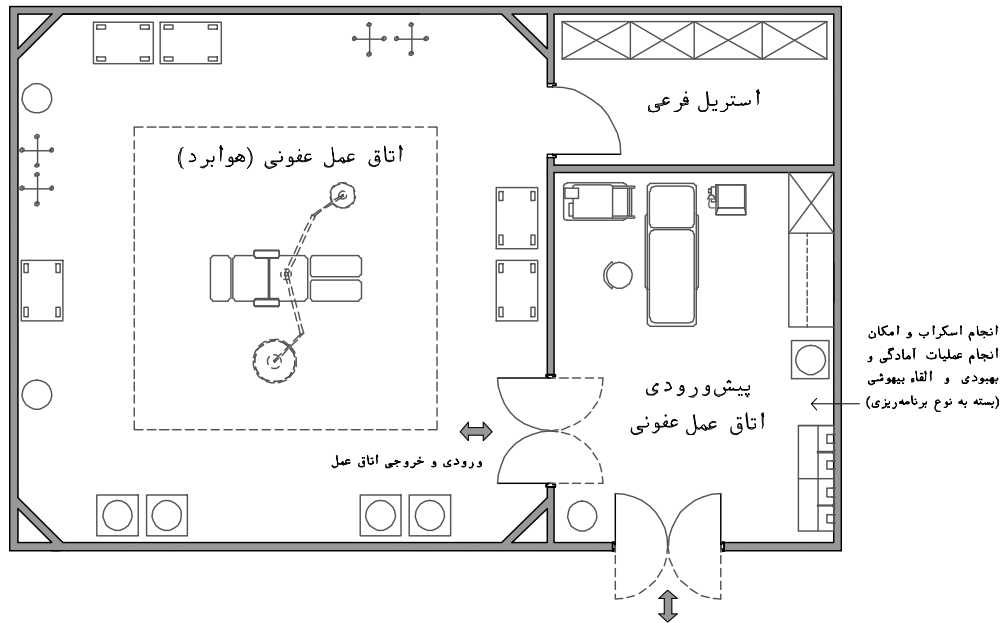 استریل فرعی
اتاق عمل عفونی (هوابرد)
انجام اسکراب و امکان
انجام عملیات آمادگی و
بهبودی و القاء بیهوشی
(بسته به نوع برنامه‌ریزی)
پیش‌ورودی
اتاق عمل عفونی
ورودی و خروجی اتاق عمل